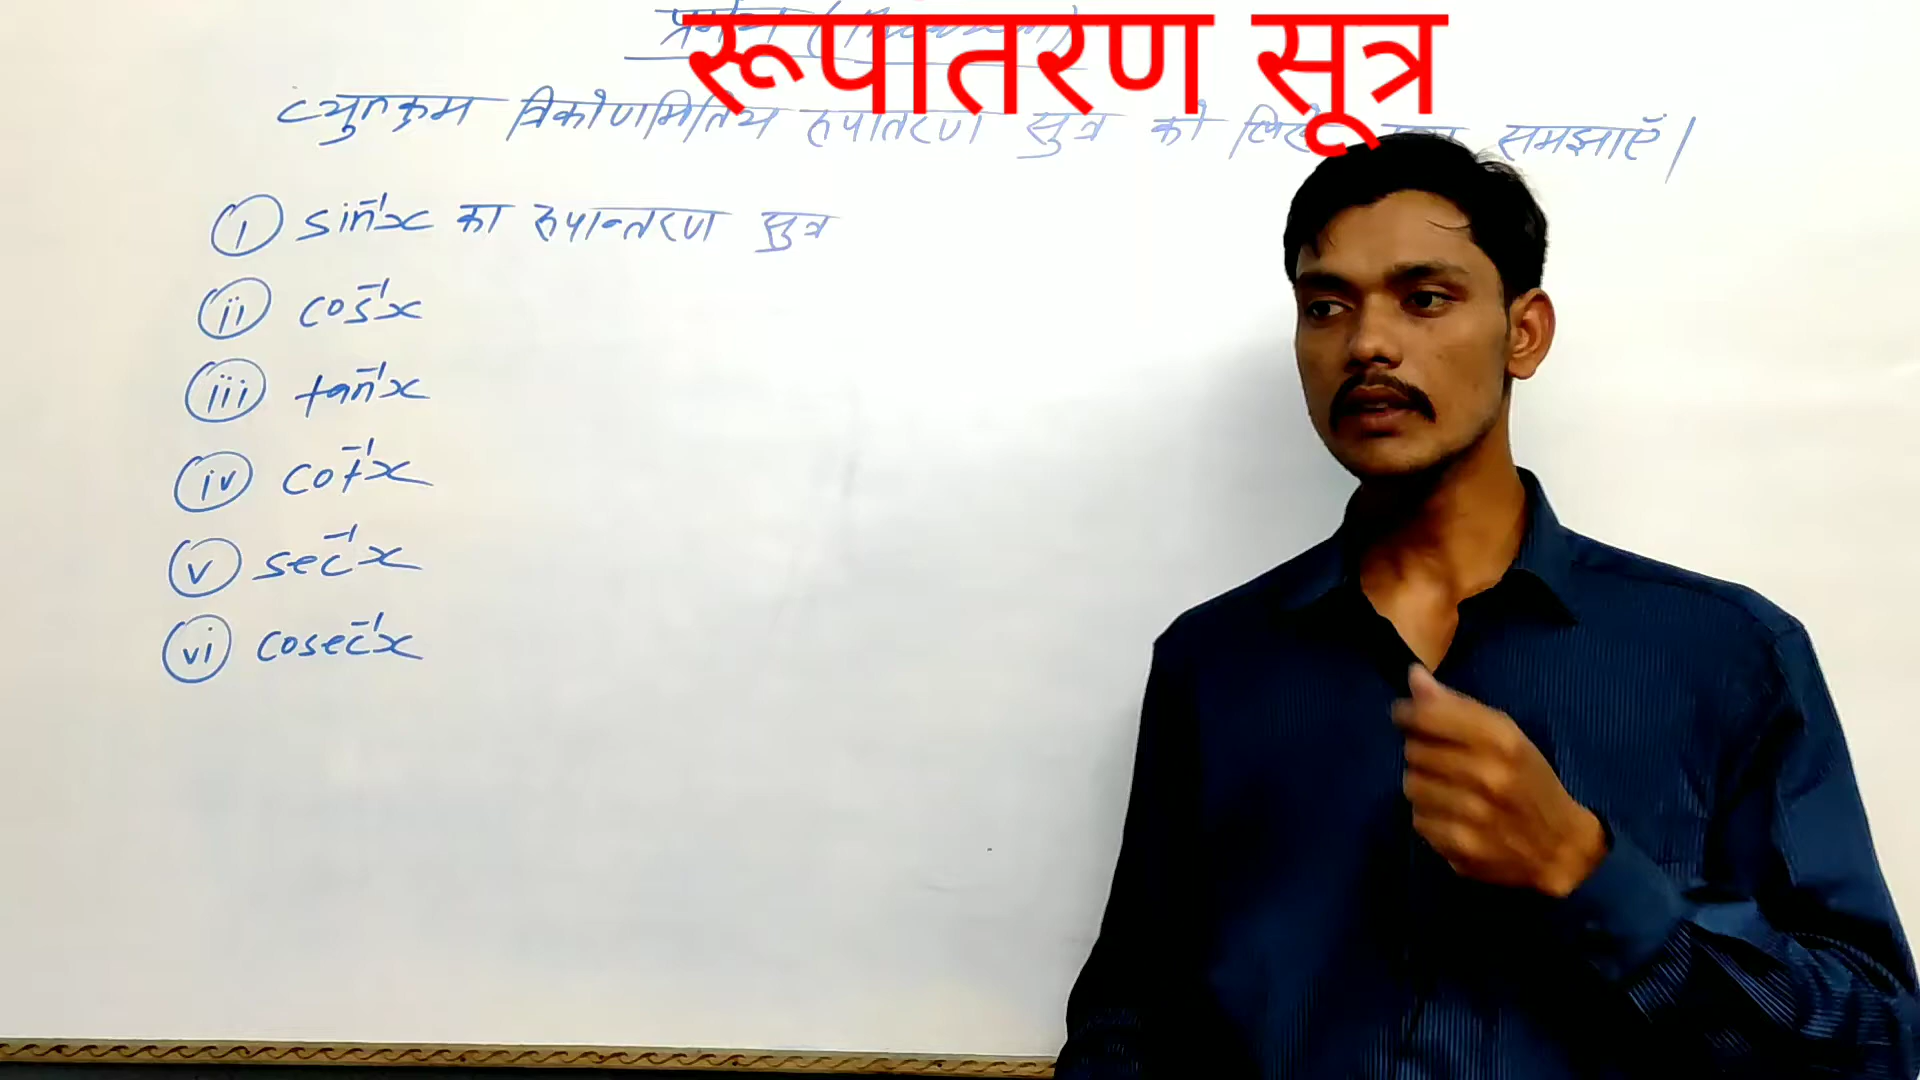 रूपातरण सूत्र
व्युत्क्रम त्रिकोणमितिय रुपातरण सुत्र को लिखे समझाएँ।
(i) sin⁻¹x का रुपान्तरण सुत्र
(ii) cos⁻¹x
(iii) tan⁻¹x
(iv) cot⁻¹x
(v) sec⁻¹x
(vi) cosec⁻¹x